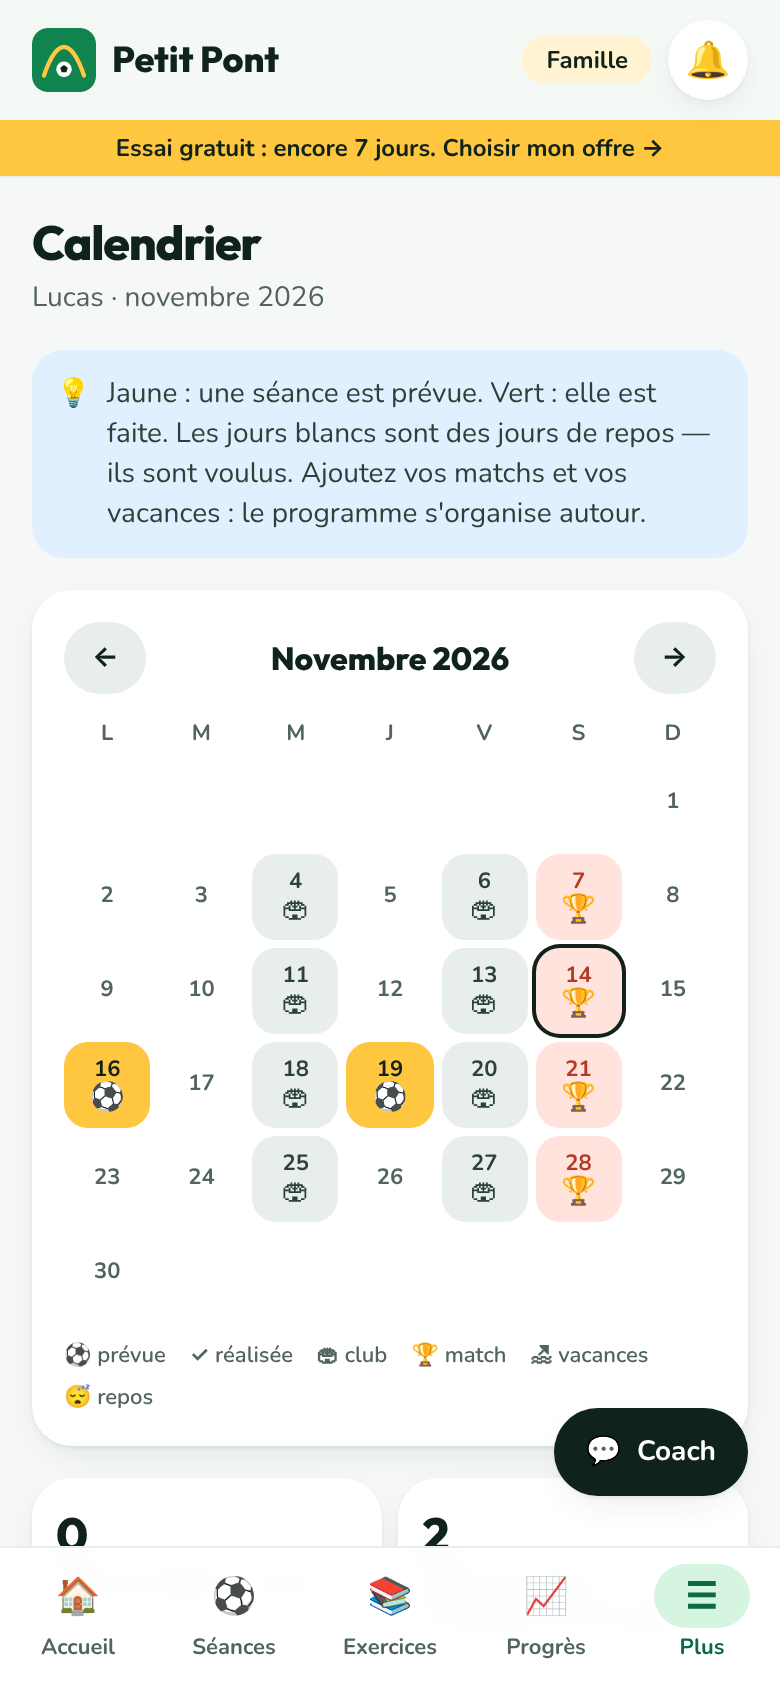 Petit Pont
Famille
Essai gratuit : encore 7 jours. Choisir mon offre →
Calendrier
Lucas · novembre 2026
Jaune : une séance est prévue. Vert : elle est
faite. Les jours blancs sont des jours de repos —
ils sont voulus. Ajoutez vos matchs et vos
vacances : le programme s'organise autour.
← Novembre 2026 →
L M M J V S D
1
2 3 4 5 6 7 8
9 10 11 12 13 14 15
16 17 18 19 20 21 22
23 24 25 26 27 28 29
30
prévue ✓ réalisée club match vacances
repos
Coach
0 2
Accueil Séances Exercices Progrès Plus